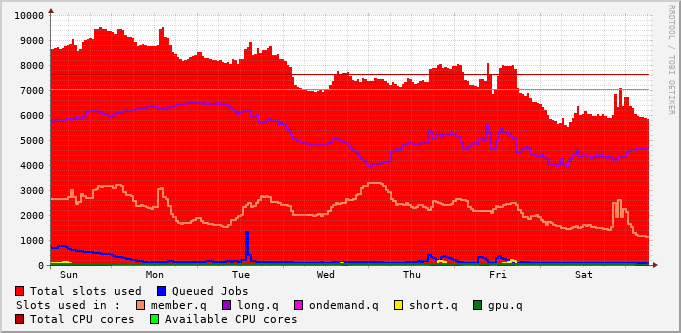 10000
9000
8000
7000
6000
5000
4000
3000
2000
1000
0
Sun Mon Tue Wed Thu Fri Sat
RRDTOOL / TOBI OETIKER
Total slots used Queued Jobs
Slots used in : member.q long.q ondemand.q short.q gpu.q
Total CPU cores Available CPU cores